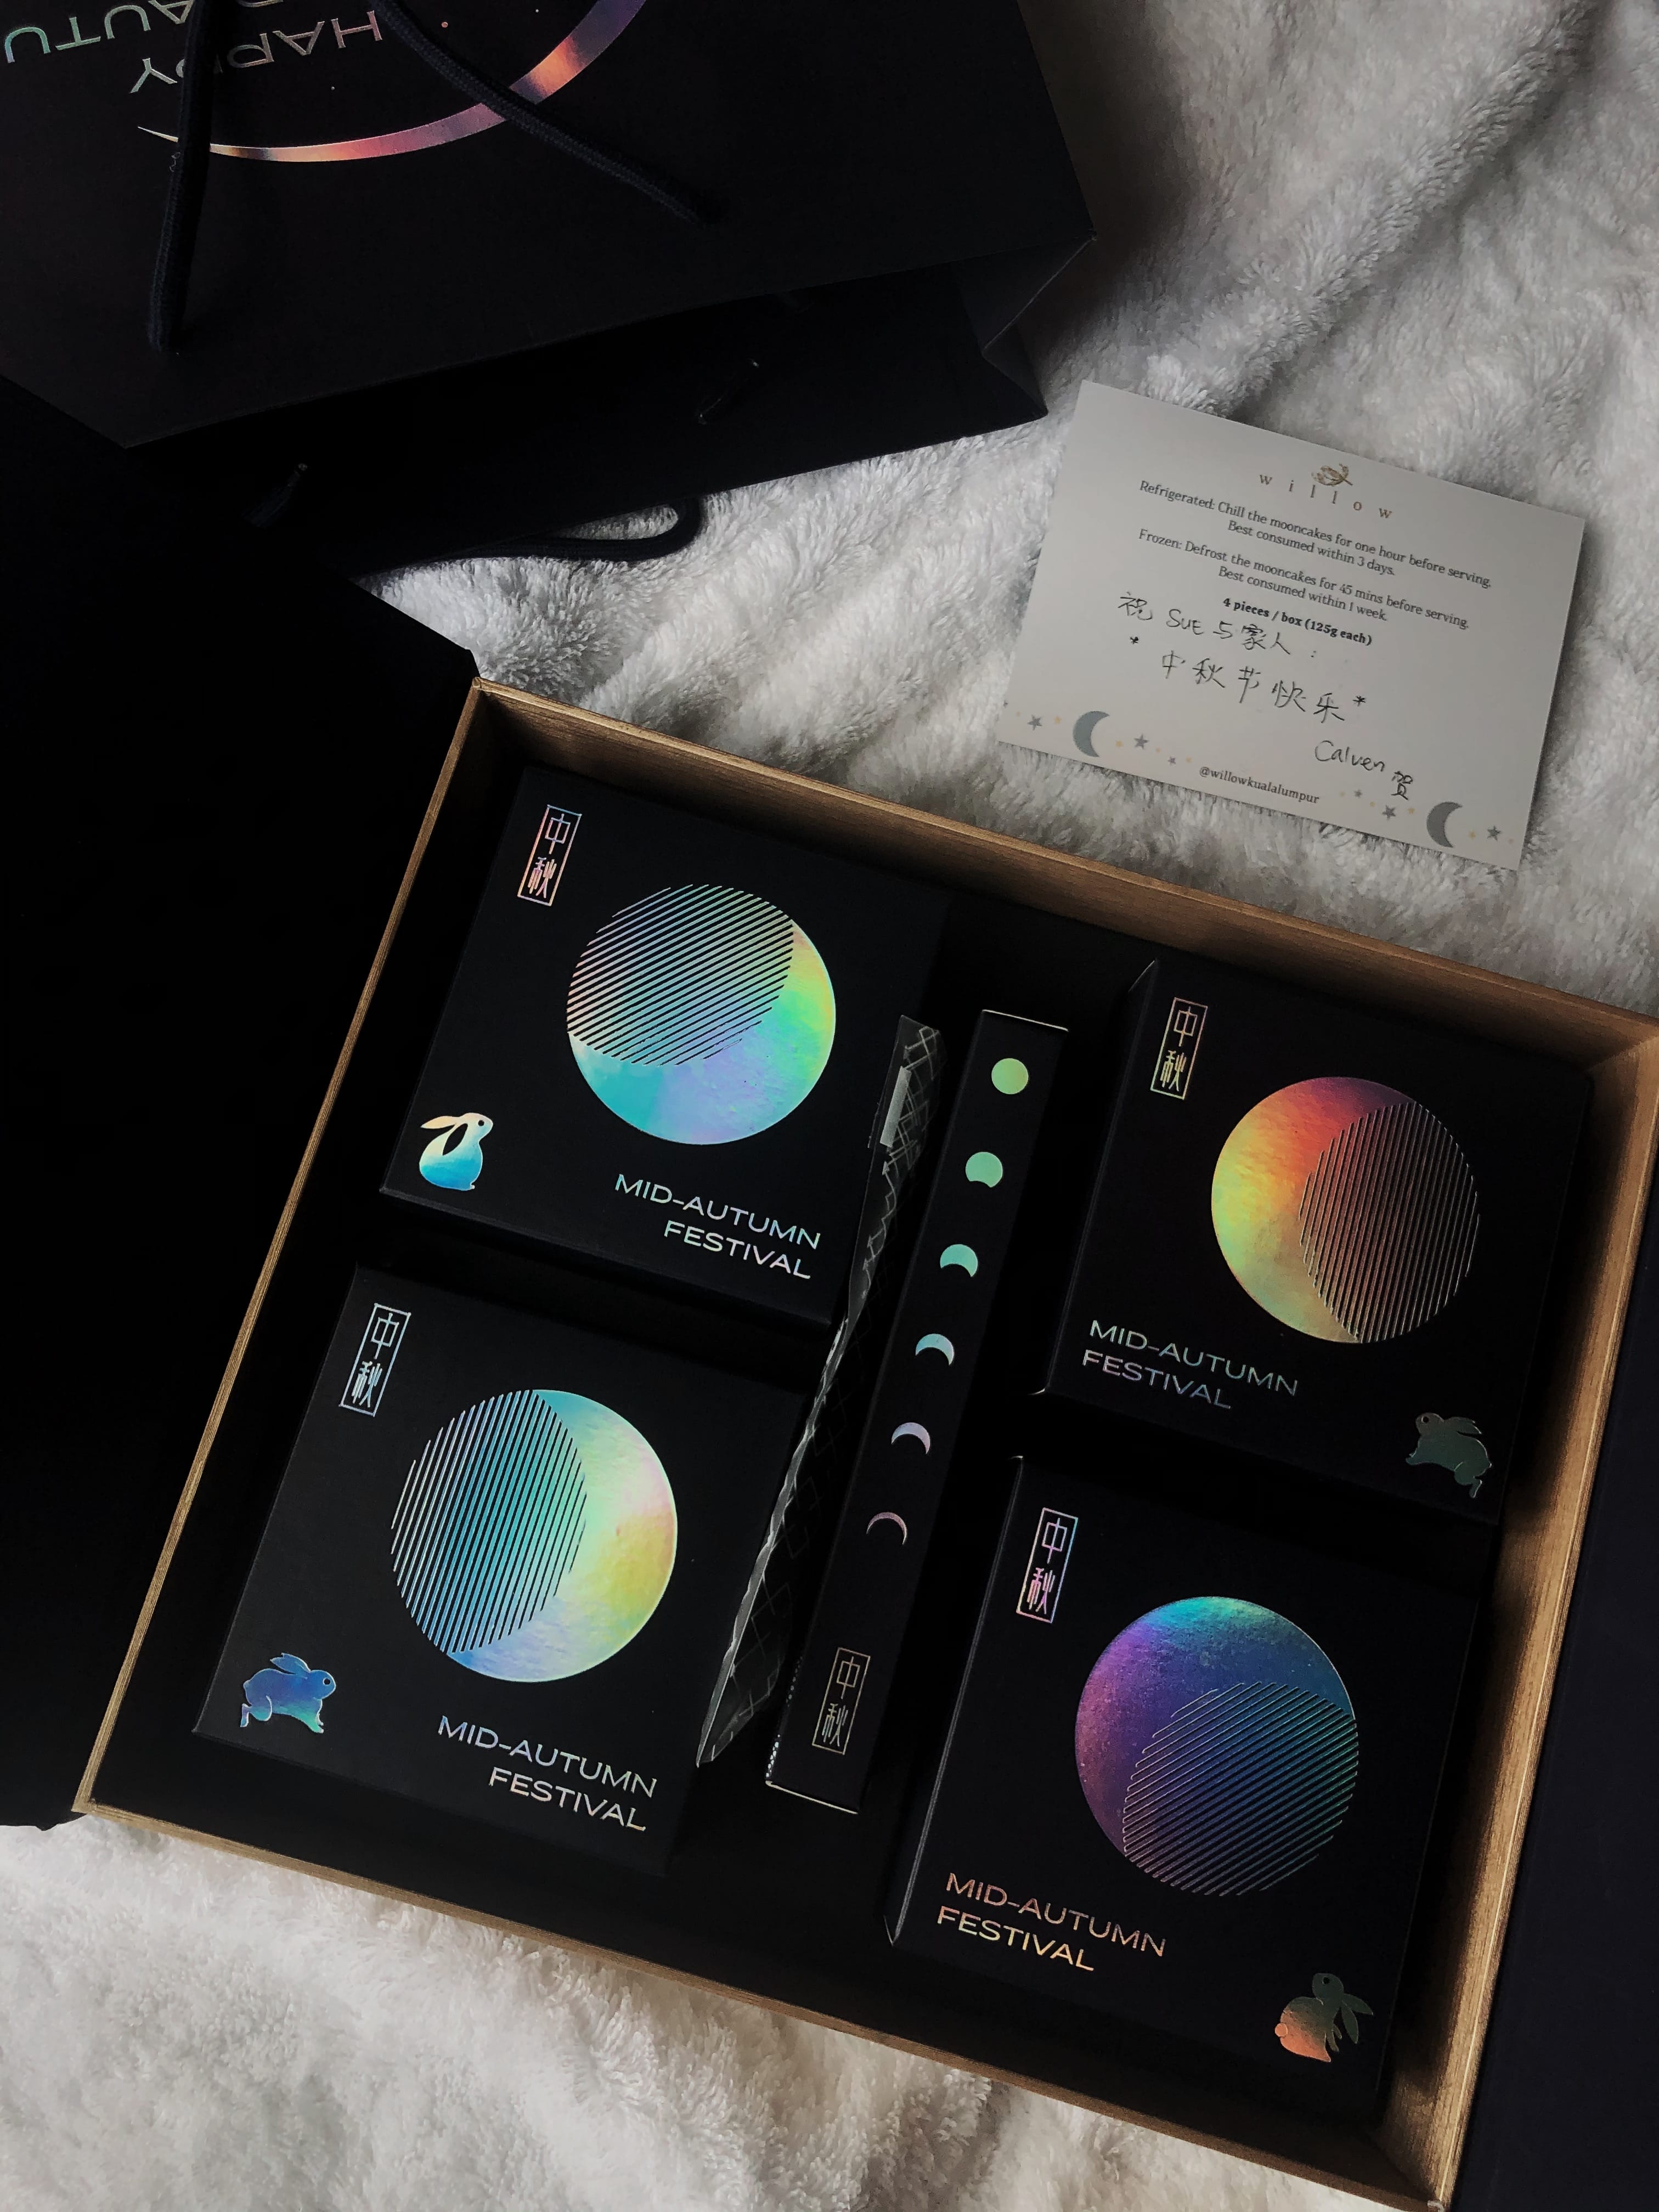 HAPPY
AUTU
willow
Refrigerated: Chill the mooncakes for one hour before serving.
Best consumed within 3 days.
Frozen: Defrost the mooncakes for 45 mins before serving.
Best consumed within 1 week.
4 pieces / box (125g each)
祝 SUE 与家人:
* 中秋节快乐 *
Calven 贺
@willowkualalumpur
中秋
MID-AUTUMN
FESTIVAL
中秋
MID-AUTUMN
FESTIVAL
中秋
MID-AUTUMN
FESTIVAL
中秋
中秋
MID-AUTUMN
FESTIVAL